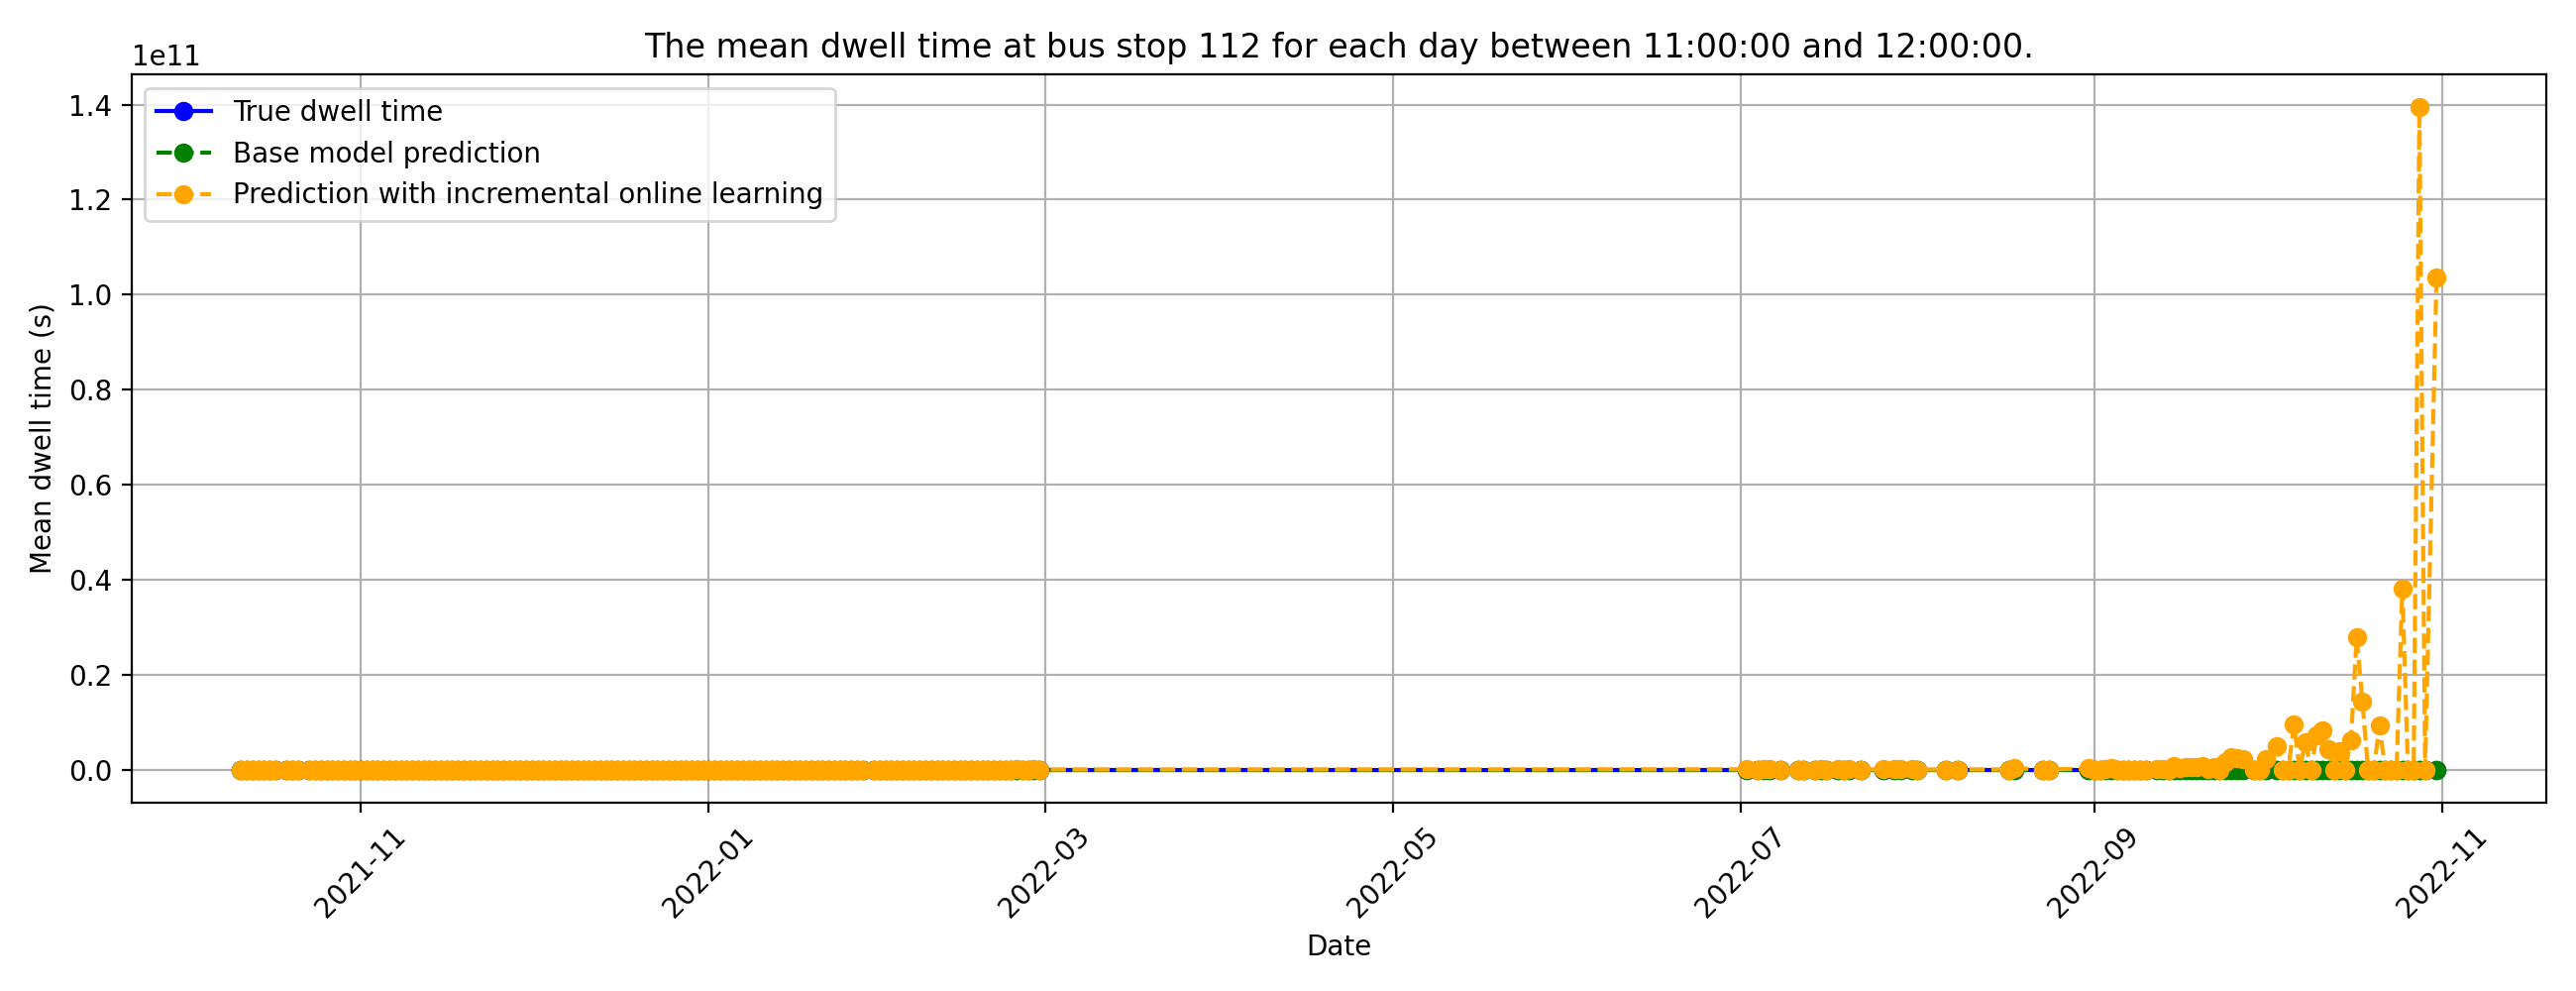 The mean dwell time at bus stop 112 for each day between 11:00:00 and 12:00:00.
1e11
True dwell time
Base model prediction
Prediction with incremental online learning
Mean dwell time (s)
1.4
1.2
1.0
0.8
0.6
0.4
0.2
0.0
2021-11
2022-01
2022-03
2022-05
2022-07
2022-09
2022-11
Date